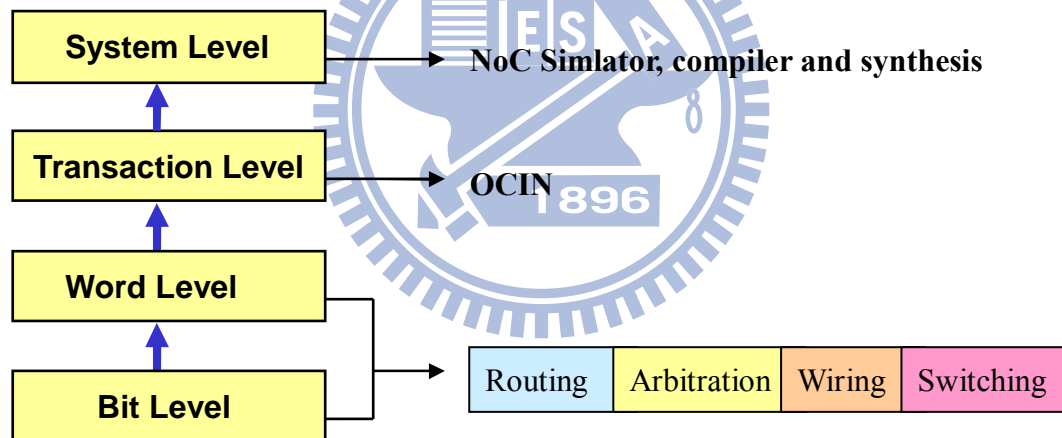 System Level
NoC Simlator, compiler and synthesis
Transaction Level
OCIN
Word Level
Bit Level
Routing
Arbitration
Wiring
Switching
ES
A
1896